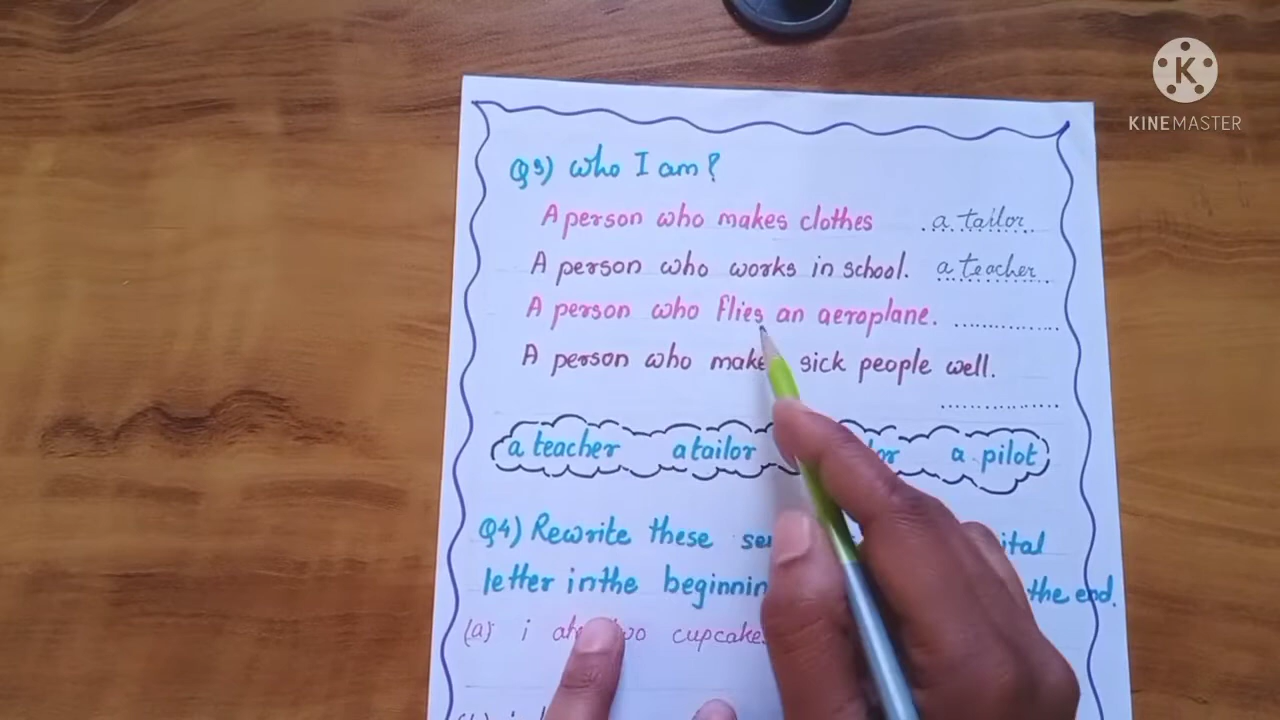 KINEMASTER
Q3) Who I am?
A person who makes clothes a tailor
A person who works in school. a teacher
A person who flies an aeroplane. ..............
A person who make sick people well.
................
a teacher a tailor a pilot
Q4) Rewrite these
letter in the beginnin the end.
(a) i two cupcake